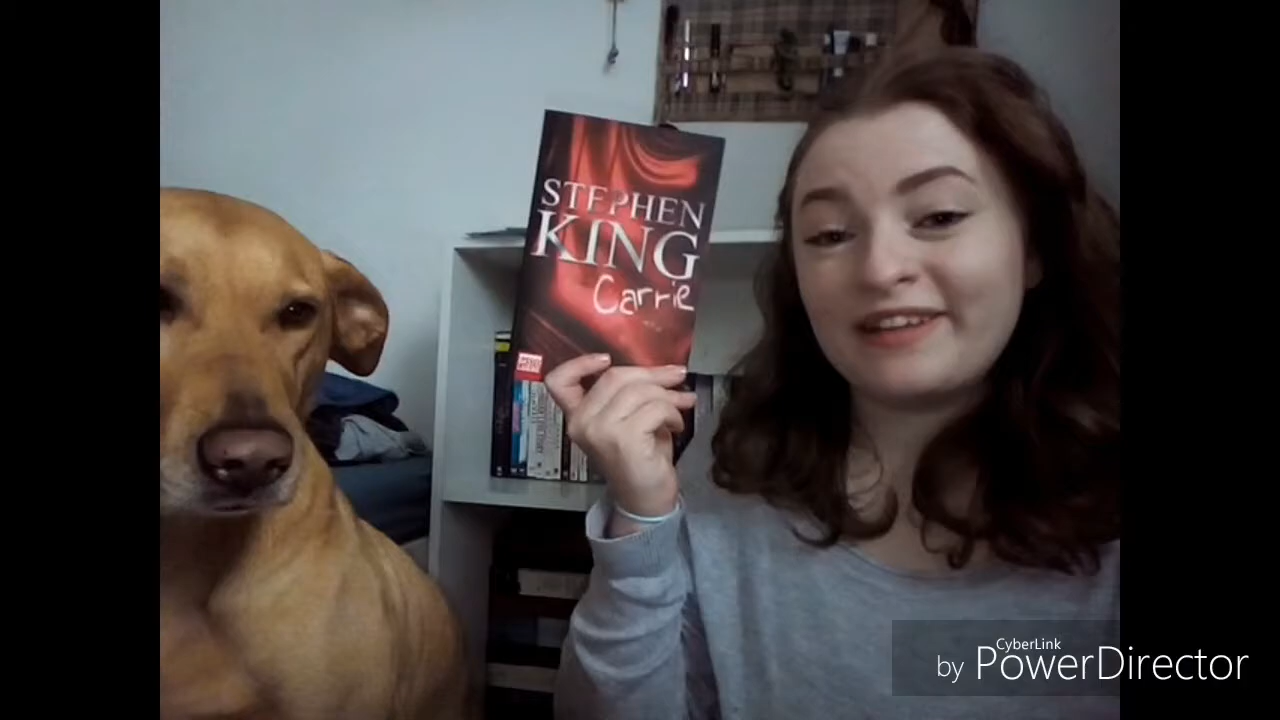 STEPHEN
KING
Carrie
CyberLink
by PowerDirector